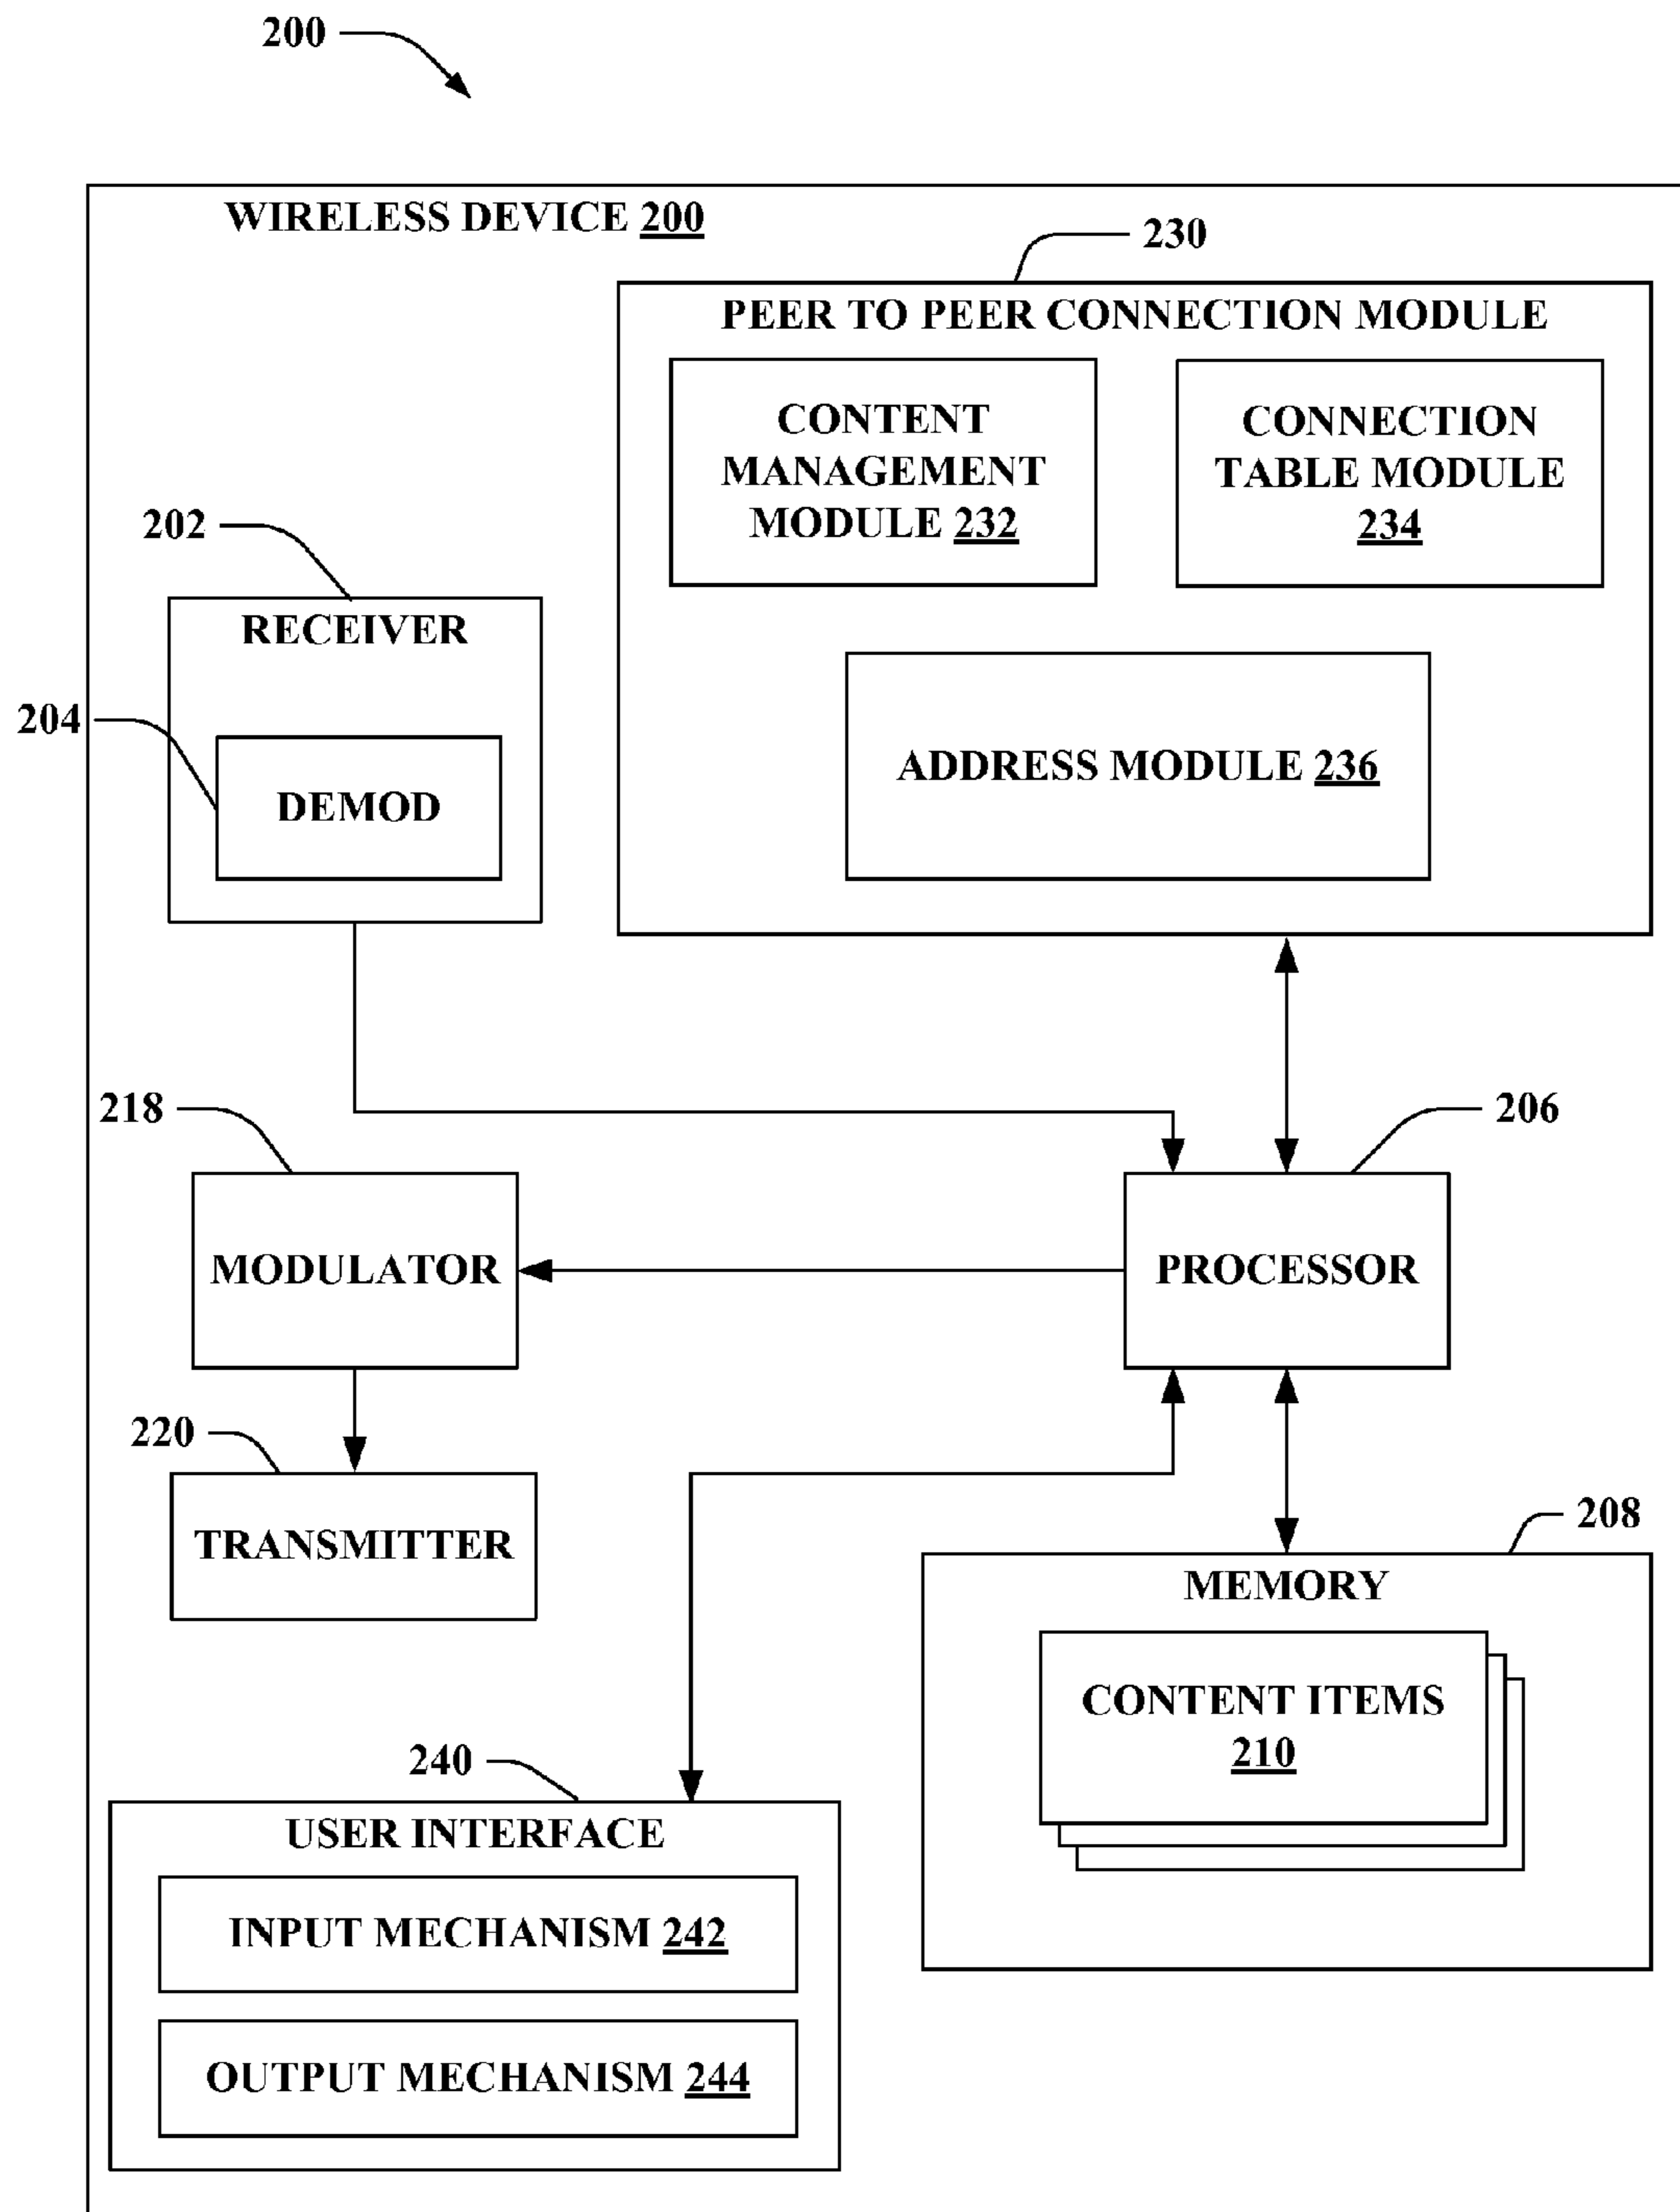 200
WIRELESS DEVICE 200
230
PEER TO PEER CONNECTION MODULE
CONTENT
MANAGEMENT
MODULE 232
CONNECTION
TABLE MODULE
234
202
RECEIVER
204
DEMOD
ADDRESS MODULE 236
218
206
MODULATOR
PROCESSOR
220
TRANSMITTER
208
MEMORY
CONTENT ITEMS
210
240
USER INTERFACE
INPUT MECHANISM 242
OUTPUT MECHANISM 244